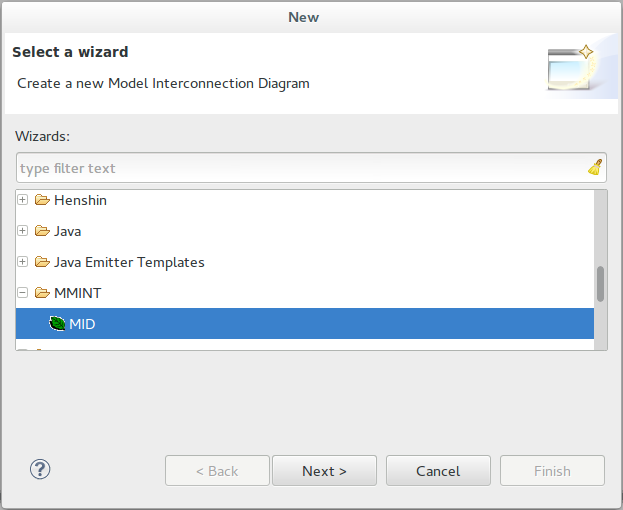 New
Select a wizard
Create a new Model Interconnection Diagram
Wizards:
type filter text
Henshin
Java
Java Emitter Templates
MMINT
MID
?
< Back Next > Cancel Finish